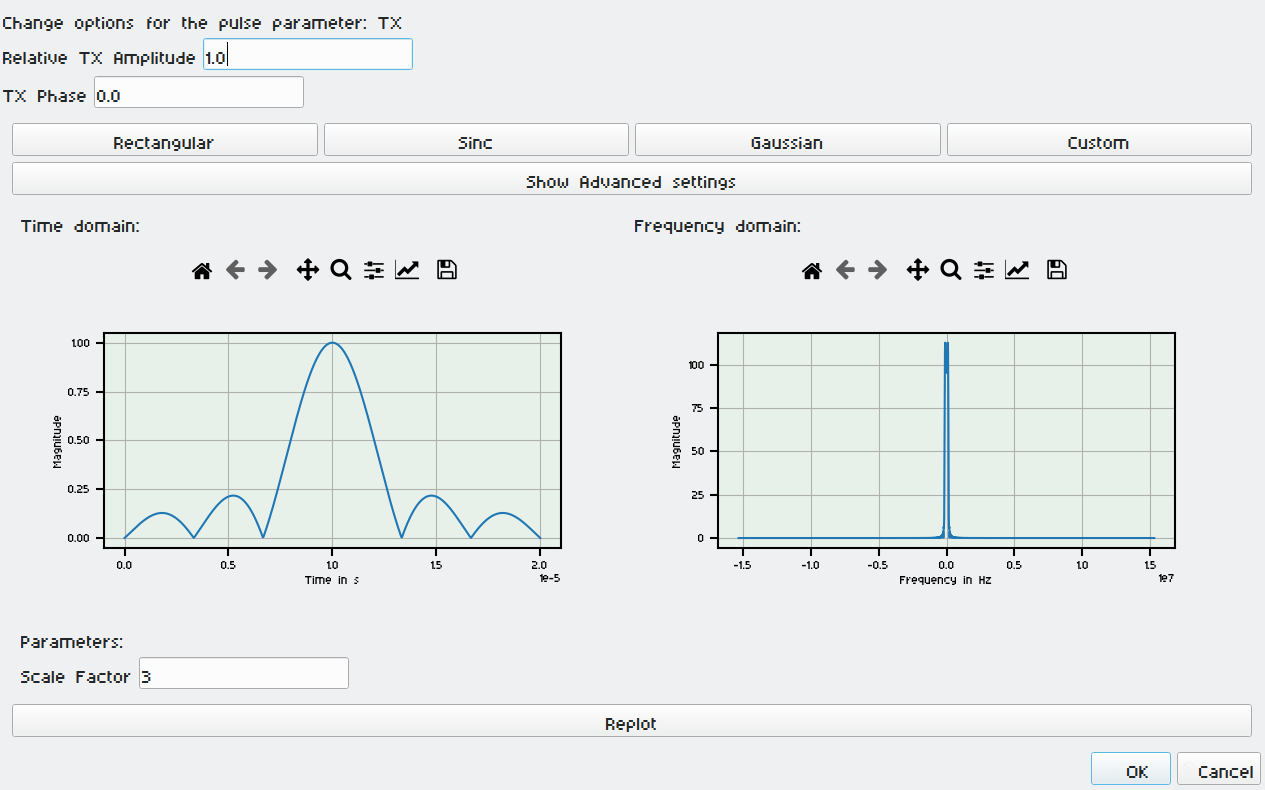 Change options for the pulse parameter: TX
Relative TX Amplitude 1.0
TX Phase 0.0
Rectangular Sinc Gaussian Custom
Show Advanced settings
Time domain: Frequency domain:
1.00
0.75
0.50
0.25
0.00
Magnitude
0.0 0.5 1.0 1.5 2.0
Time in s
1e-5
100
75
50
25
0
Magnitude
-1.5 -1.0 -0.5 0.0 0.5 1.0 1.5
Frequency in Hz
1e7
Parameters:
Scale Factor 3
Replot
OK Cancel